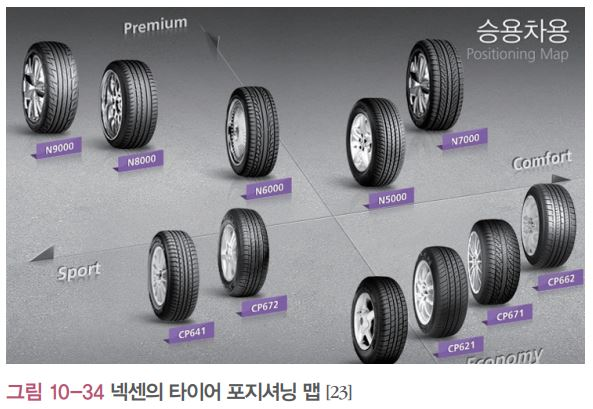 Premium
승용차용
Positioning Map
N9000
N8000
N6000
N5000
N7000
Comfort
Sport
CP641
CP672
CP621
CP671
CP662
Economy
그림 10-34 넥센의 타이어 포지셔닝 맵 [23]